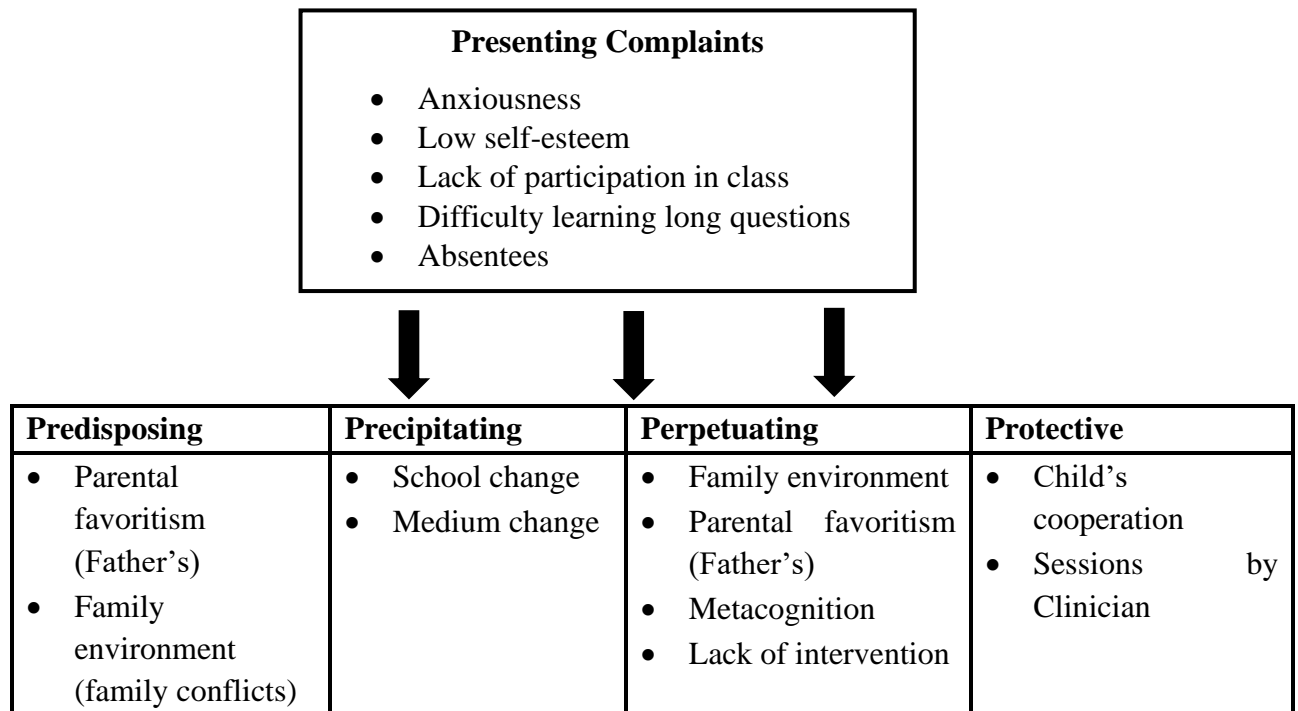 Presenting Complaints
• Anxiousness
• Low self-esteem
• Lack of participation in class
• Difficulty learning long questions
• Absentees
Predisposing
• Parental
favoritism
(Father’s)
• Family
environment
(family conflicts)
Precipitating
• School change
• Medium change
Perpetuating
• Family environment
• Parental favoritism
(Father’s)
• Metacognition
• Lack of intervention
Protective
• Child’s
cooperation
• Sessions by
Clinician